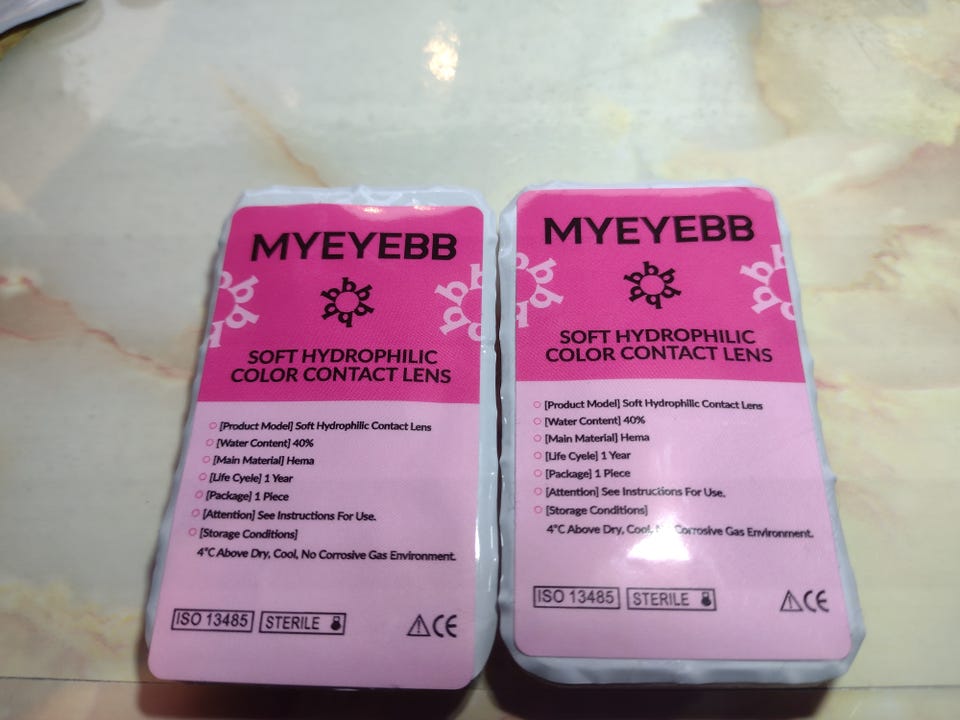 MYEYEBB
SOFT HYDROPHILIC
COLOR CONTACT LENS
[Product Model] Soft Hydrophilic Contact Lens
[Water Content] 40%
[Main Material] Hema
[Life Cycele] 1 Year
[Package] 1 Piece
[Attention] See Instructions For Use.
[Storage Conditions]
4°C Above Dry, Cool, No Corrosive Gas Environment.
ISO 13485
STERILE
CE
MYEYEBB
SOFT HYDROPHILIC
COLOR CONTACT LENS
[Product Model] Soft Hydrophilic Contact Lens
[Water Content] 40%
[Main Material] Hema
[Life Cycele] 1 Year
[Package] 1 Piece
[Attention] See Instructions For Use.
[Storage Conditions]
4°C Above Dry, Cool, No Corrosive Gas Environment.
ISO 13485
STERILE
CE